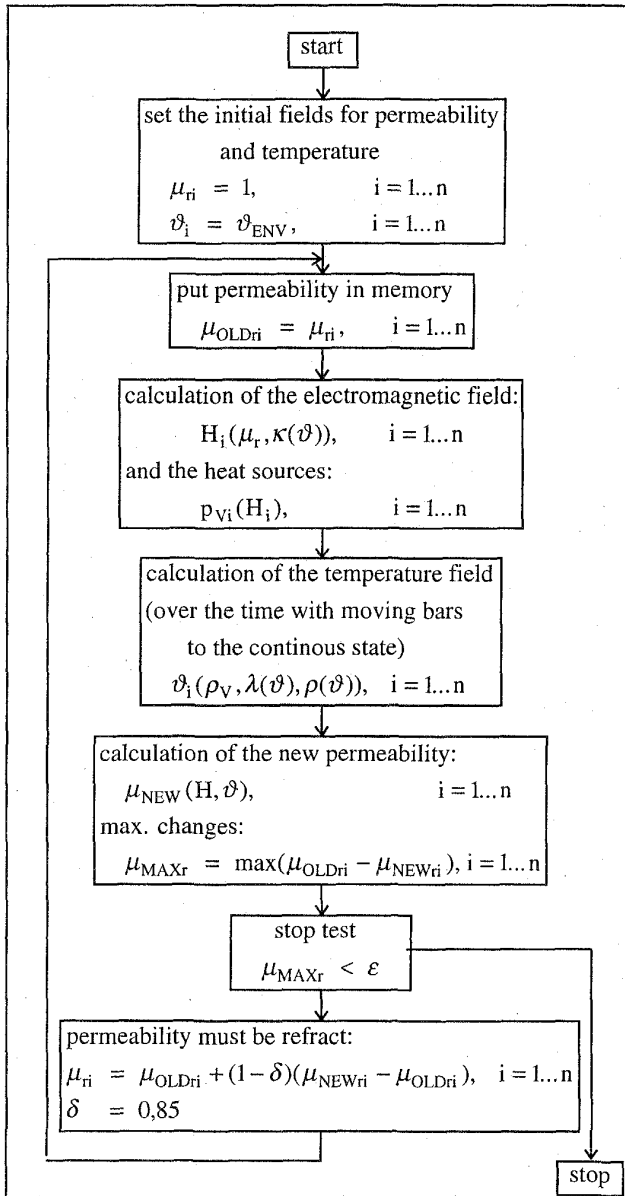 start
set the initial fields for permeability
and temperature
μri = 1, i = 1...n
ϑi = ϑENV, i = 1...n
put permeability in memory
μOLDri = μri, i = 1...n
calculation of the electromagnetic field:
Hi(μr,κ(ϑ)), i = 1...n
and the heat sources:
pVi(Hi), i = 1...n
calculation of the temperature field
(over the time with moving bars
to the continous state)
ϑi(ρV,λ(ϑ),ρ(ϑ)), i = 1...n
calculation of the new permeability:
μNEW(H,ϑ), i = 1...n
max. changes:
μMAXr = max(μOLDri − μNEWri), i = 1...n
stop test
μMAXr < ε
permeability must be refract:
μri = μOLDri + (1−δ)(μNEWri − μOLDri), i = 1...n
δ = 0,85
stop